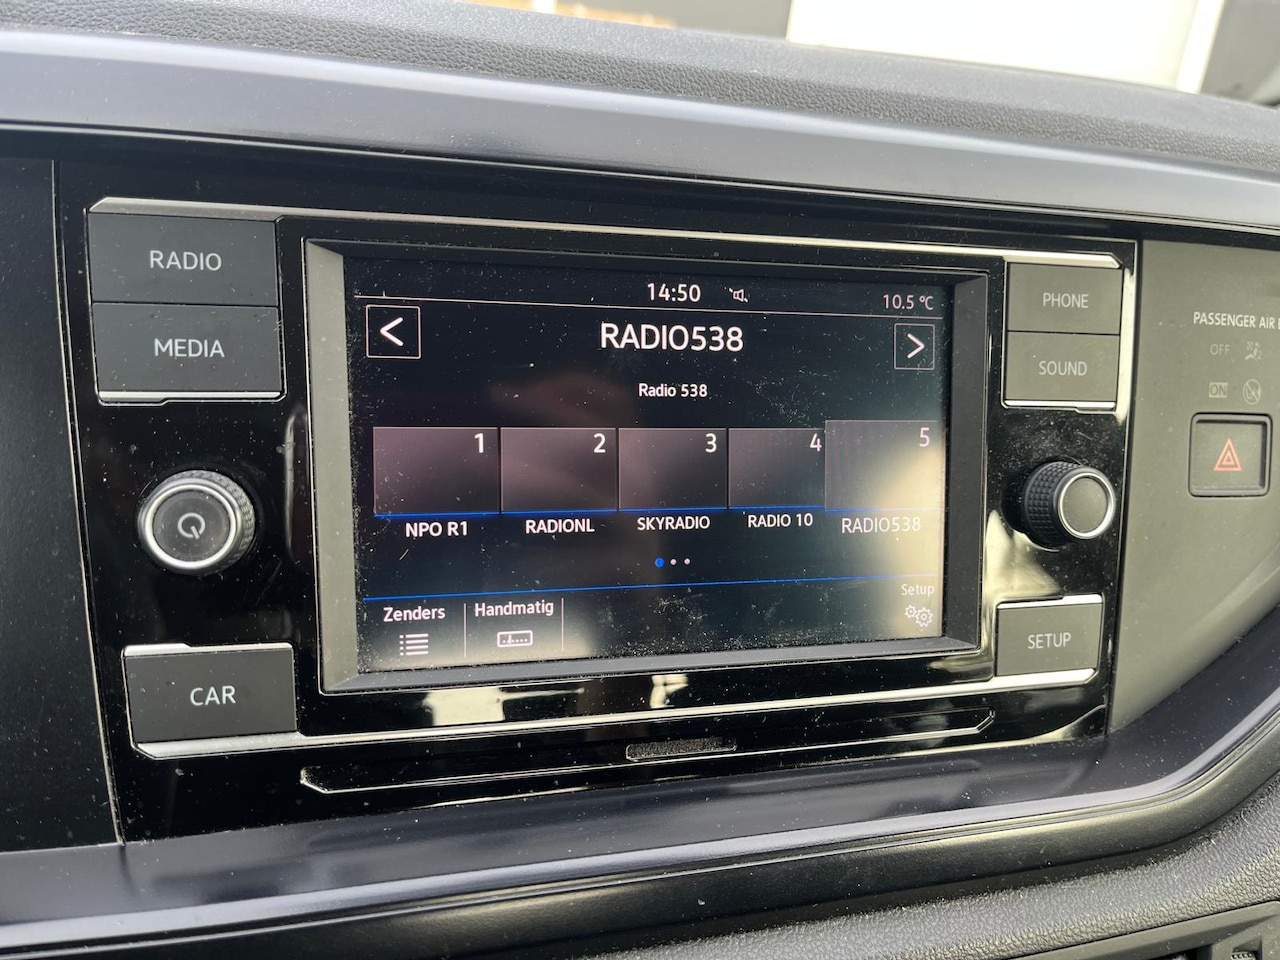 RADIO
MEDIA
CAR
14:50
10.5 °C
<
RADIO538
>
Radio 538
1
2
3
4
5
NPO R1
RADIONL
SKYRADIO
RADIO 10
RADIO538
Zenders
Handmatig
Setup
PHONE
SOUND
SETUP
PASSENGER AIR
OFF
ON